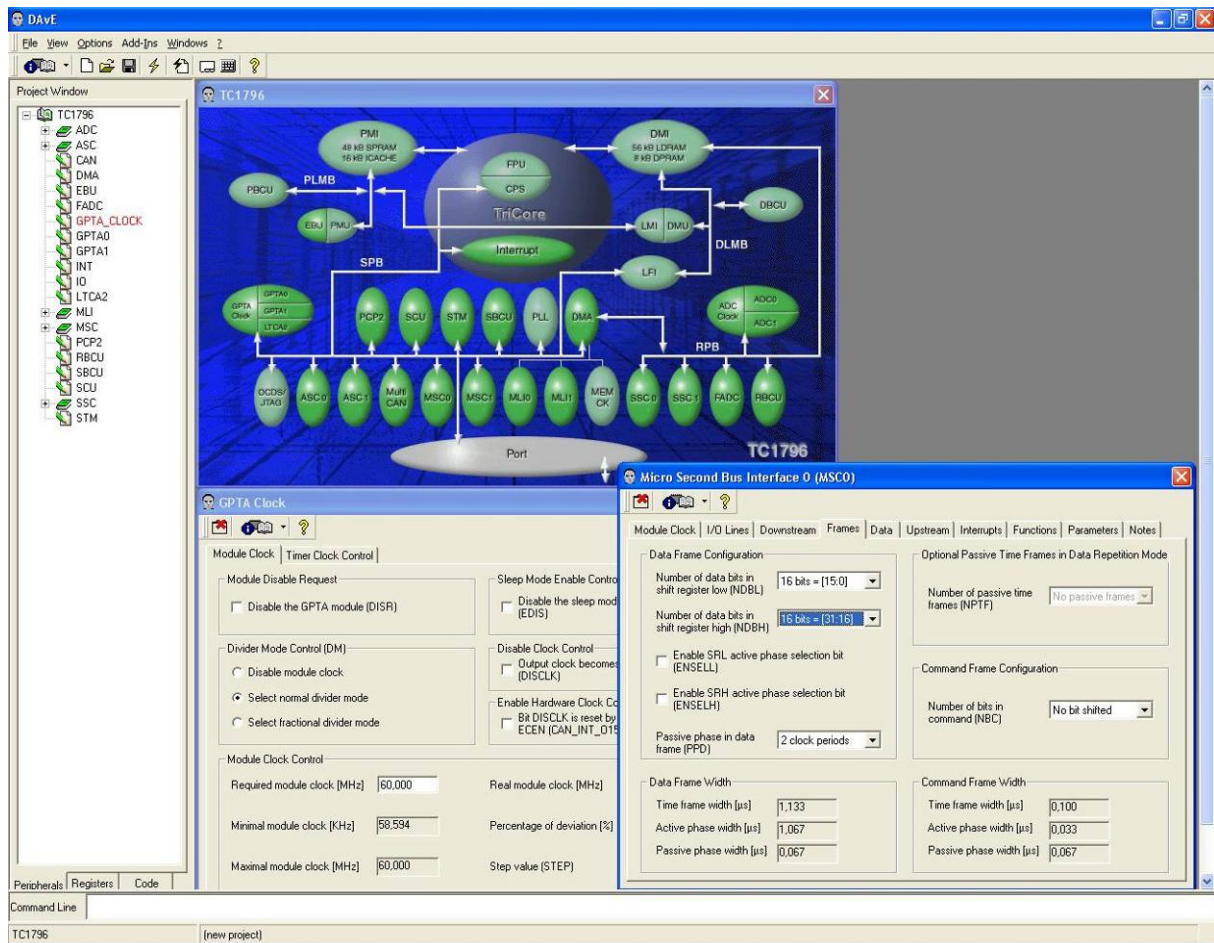 DAvE
File View Options Add-Ins Windows ?
Project Window
TC1796
ADC
ASC
CAN
DMA
EBU
FADC
GPTA_CLOCK
GPTA0
GPTA1
INT
IO
LTCA2
MLI
MSC
PCP2
RBCU
SBCU
SCU
SSC
STM
Peripherals Registers Code
TC1796
PMI
48 kB SPRAM
16 kB ICACHE
DMI
56 kB LDRAM
8 kB DPRAM
FPU
CPS
TriCore
Interrupt
PBCU
PLMB
EBU PMU
DBCU
LMI DMU
DLMB
LFI
SPB
GPTA
Clock
GPTA0
GPTA1
LTCA2
PCP2
SCU
STM
SBCU
PLL
DMA
ADC
Clock
ADC0
ADC1
RPB
OCDS/
JTAG
ASC0
ASC1
Multi
CAN
MSC0
MSC1
MLI0
MLI1
MEM
CK
SSC0
SSC1
FADC
RBCU
Port
TC1796
GPTA Clock
Module Clock Timer Clock Control
Module Disable Request
Disable the GPTA module (DISR)
Sleep Mode Enable Contro
Disable the sleep mod
(EDIS)
Divider Mode Control (DM)
Disable module clock
Select normal divider mode
Select fractional divider mode
Disable Clock Control
Output clock becomes
(DISCLK)
Enable Hardware Clock Co
Bit DISCLK is reset by
ECEN (CAN_INT_O15
Module Clock Control
Required module clock [MHz] 60,000 Real module clock [MHz]
Minimal module clock [KHz] 58,594 Percentage of deviation [%]
Maximal module clock [MHz] 60,000 Step value (STEP)
Micro Second Bus Interface 0 (MSC0)
Module Clock I/O Lines Downstream Frames Data Upstream Interrupts Functions Parameters Notes
Data Frame Configuration
Number of data bits in
shift register low (NDBL)
16 bits = [15:0]
Number of data bits in
shift register high (NDBH)
16 bits = [31:16]
Enable SRL active phase selection bit
(ENSELL)
Enable SRH active phase selection bit
(ENSELH)
Passive phase in data
frame (PPD)
2 clock periods
Optional Passive Time Frames in Data Repetition Mode
Number of passive time
frames (NPTF)
No passive frames
Command Frame Configuration
Number of bits in
command (NBC)
No bit shifted
Data Frame Width
Time frame width [µs] 1,133
Active phase width [µs] 1,067
Passive phase width [µs] 0,067
Command Frame Width
Time frame width [µs] 0,100
Active phase width [µs] 0,033
Passive phase width [µs] 0,067
Command Line
TC1796 (new project)